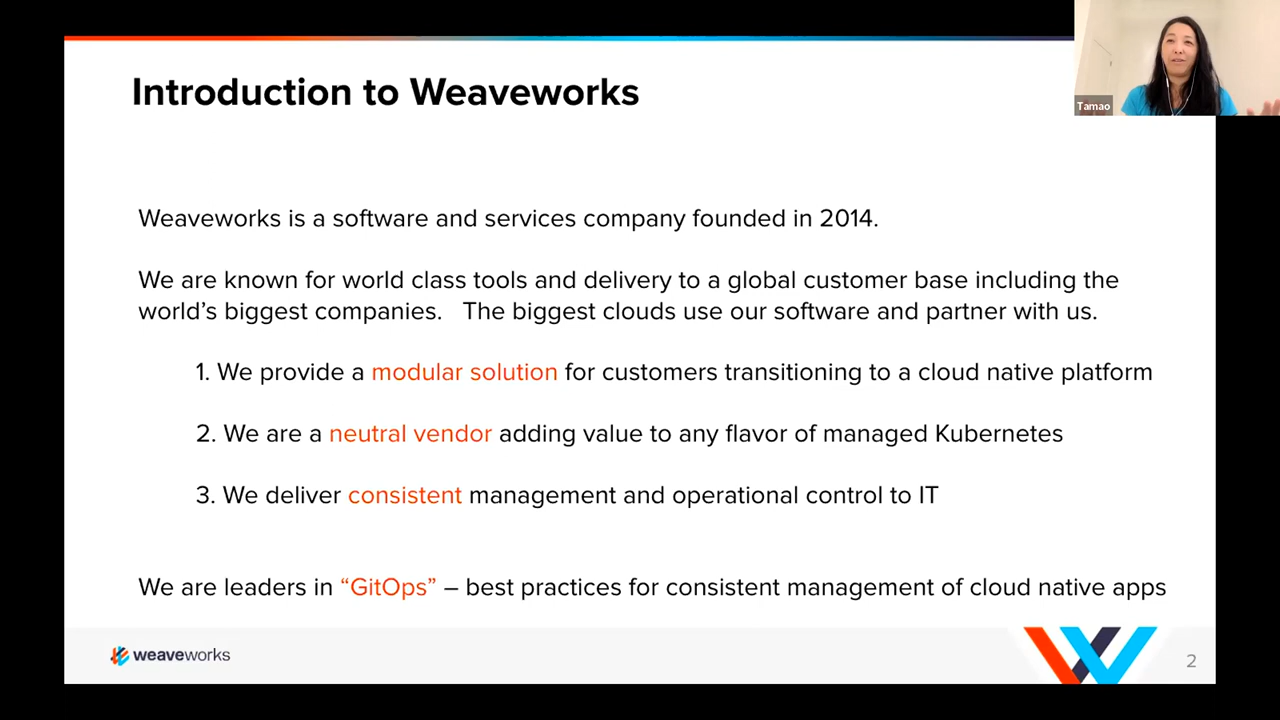 Introduction to Weaveworks
Tamao
Weaveworks is a software and services company founded in 2014.
We are known for world class tools and delivery to a global customer base including the
world’s biggest companies.   The biggest clouds use our software and partner with us.
1. We provide a modular solution for customers transitioning to a cloud native platform
2. We are a neutral vendor adding value to any flavor of managed Kubernetes
3. We deliver consistent management and operational control to IT
We are leaders in “GitOps” – best practices for consistent management of cloud native apps
weaveworks
2